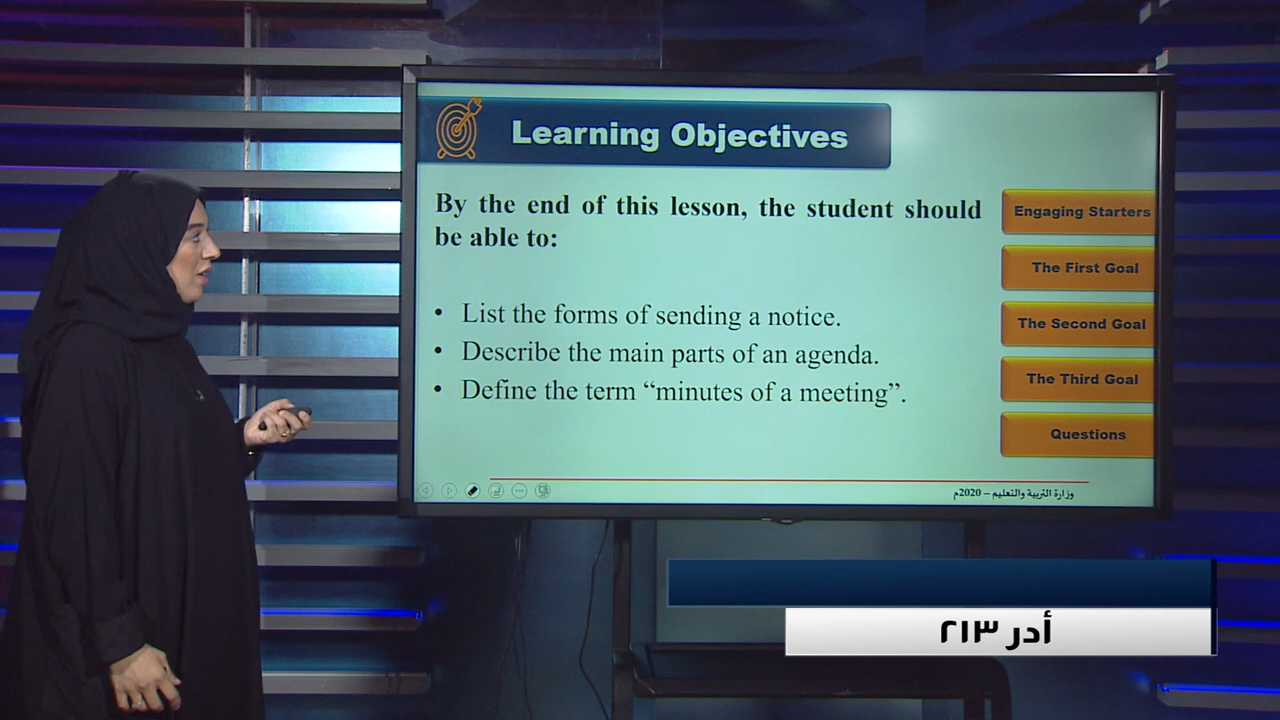 Learning Objectives
By the end of this lesson, the student should
be able to:
• List the forms of sending a notice.
• Describe the main parts of an agenda.
• Define the term “minutes of a meeting”.
Engaging Starters
The First Goal
The Second Goal
The Third Goal
Questions
وزارة التربية والتعليم – 2020م
أدر ٢١٣